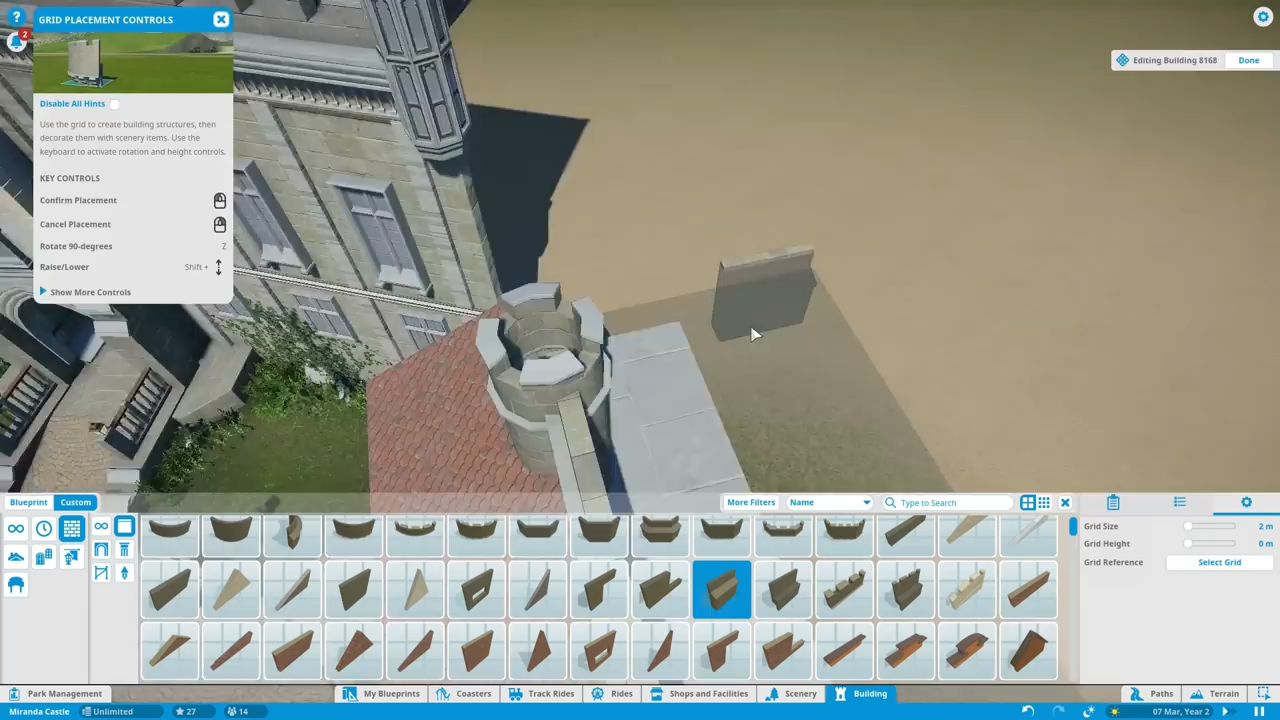 GRID PLACEMENT CONTROLS
?
2
Disable All Hints
Use the grid to create building structures, then
decorate them with scenery items. Use the
keyboard to activate rotation and height controls.
KEY CONTROLS
Confirm Placement
Cancel Placement
Rotate 90-degrees Z
Raise/Lower Shift +
Show More Controls
Editing Building 8168 Done
Blueprint Custom
More Filters Name Type to Search
Grid Size 2 m
Grid Height 0 m
Grid Reference Select Grid
Park Management My Blueprints Coasters Track Rides Rides Shops and Facilities Scenery Building Paths Terrain
Miranda Castle Unlimited 27 14 07 Mar, Year 2